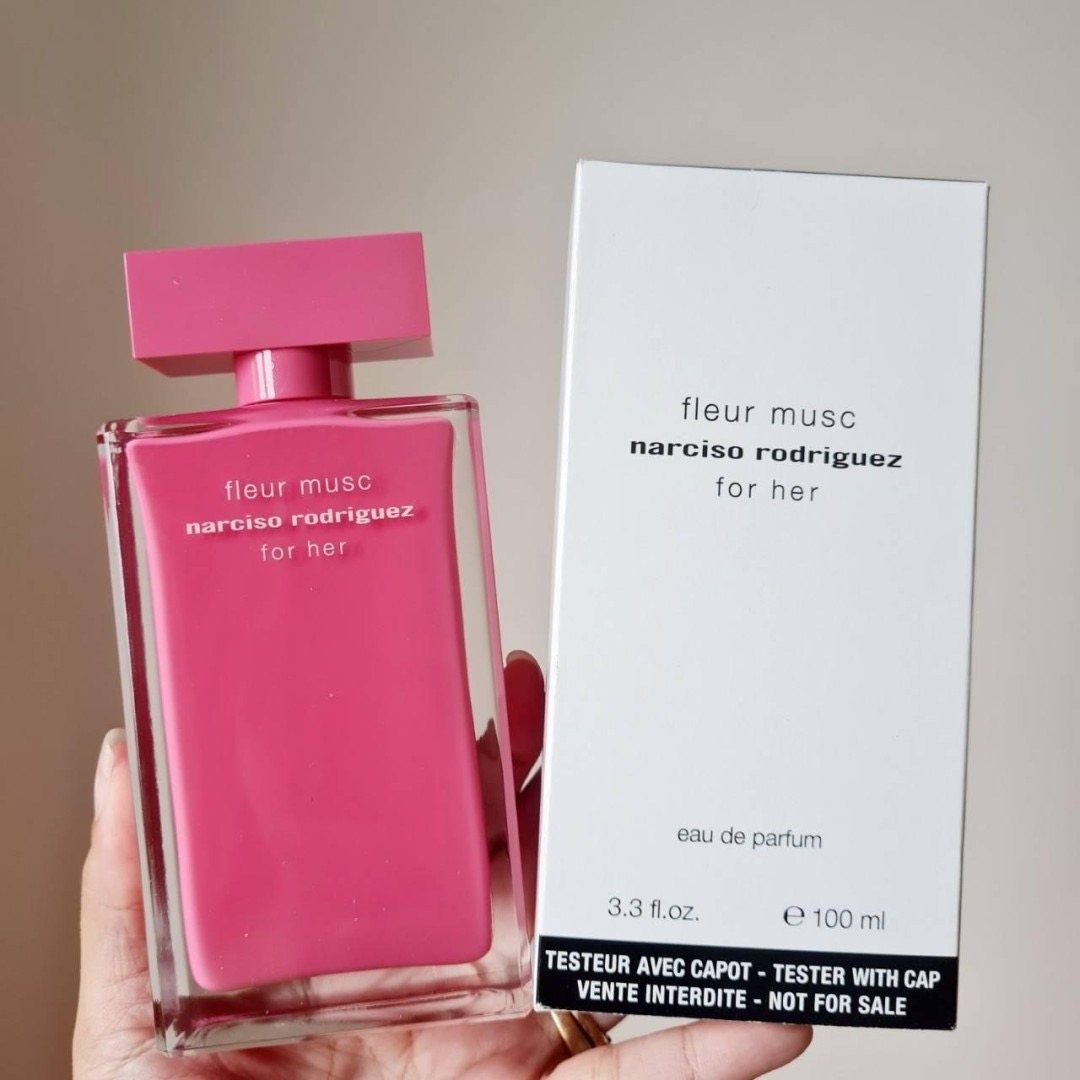 fleur musc
narciso rodriguez
for her
fleur musc
narciso rodriguez
for her
eau de parfum
3.3 fl.oz. ℮ 100 ml
TESTEUR AVEC CAPOT - TESTER WITH CAP
VENTE INTERDITE - NOT FOR SALE